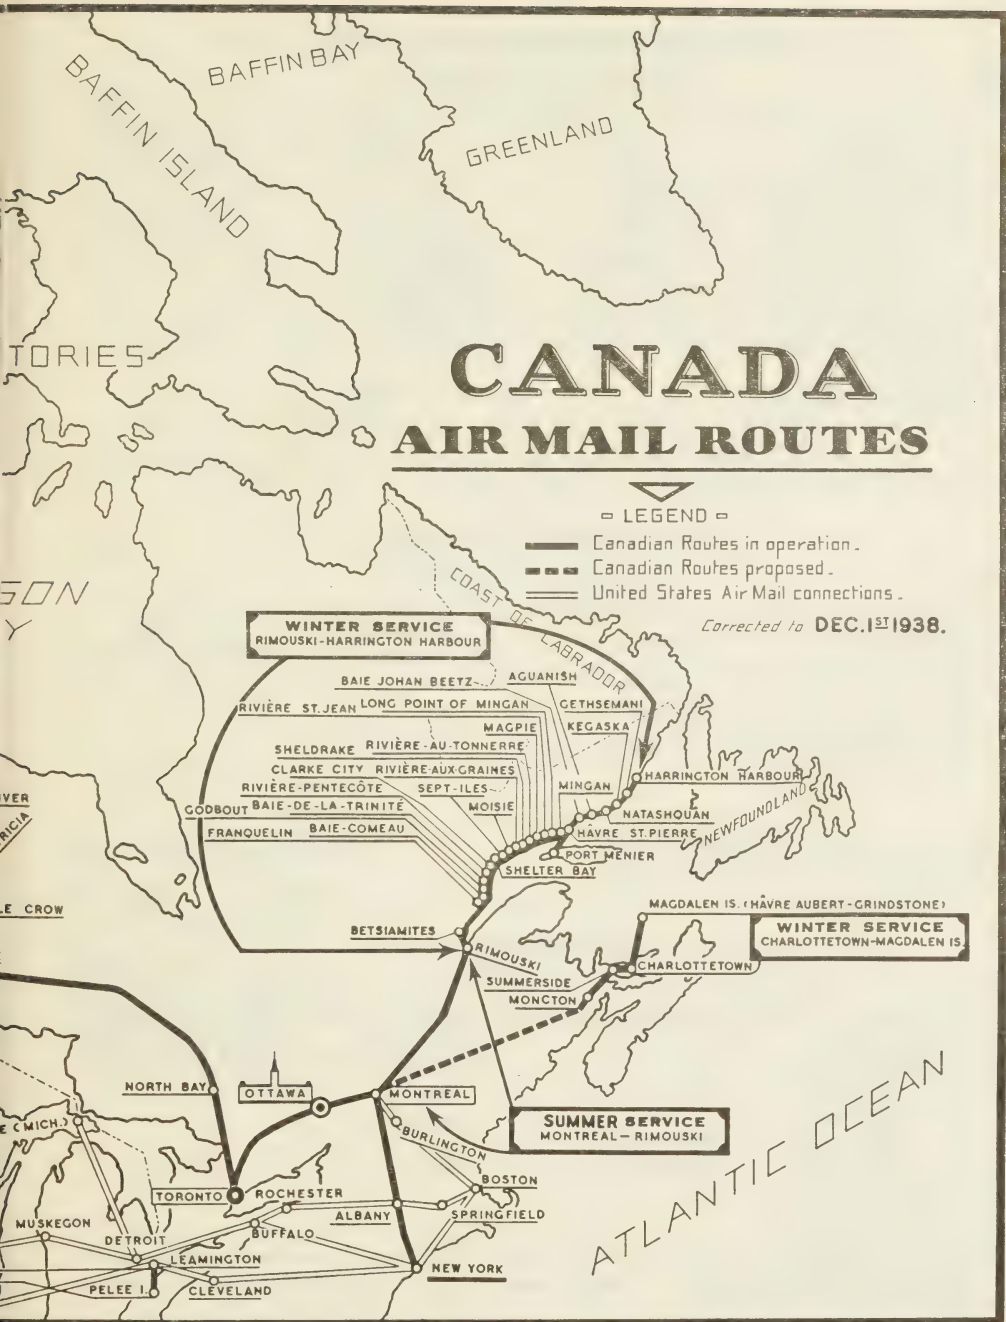 BAFFIN BAY
BAFFIN ISLAND
GREENLAND
TORIES
CANADA
AIR MAIL ROUTES
LEGEND
Canadian Routes in operation.
Canadian Routes proposed.
United States Air Mail connections.
Corrected to DEC. 1ST 1938.
SON
Y
COAST OF LABRADOR
WINTER SERVICE
RIMOUSKI-HARRINGTON HARBOUR
BAIE JOHAN BEETZ
AGUANISH
RIVIÈRE ST. JEAN
LONG POINT OF MINGAN
GETHSEMANI
MAGPIE
KEGASKA
SHELDRAKE
RIVIÈRE-AU-TONNERRE
CLARKE CITY
RIVIÈRE-AUX-GRAINES
HARRINGTON HARBOUR
RIVIÈRE-PENTECÔTE
SEPT-ILES
MINGAN
GODBOUT
BAIE-DE-LA-TRINITÉ
MOISIE
NATASHQUAN
FRANQUELIN
BAIE-COMEAU
HÂVRE ST. PIERRE
NEWFOUNDLAND
PORT MENIER
SHELTER BAY
IVER
RICIA
LE CROW
MAGDALEN IS. (HÂVRE AUBERT-GRINDSTONE)
WINTER SERVICE
CHARLOTTETOWN-MAGDALEN IS.
BETSIAMITES
RIMOUSKI
CHARLOTTETOWN
SUMMERSIDE
MONCTON
NORTH BAY
OTTAWA
MONTREAL
SUMMER SERVICE
MONTREAL-RIMOUSKI
E (MICH.)
BURLINGTON
BOSTON
TORONTO
ROCHESTER
ALBANY
SPRINGFIELD
MUSKEGON
DETROIT
BUFFALO
LEAMINGTON
NEW YORK
PELEE I.
CLEVELAND
ATLANTIC OCEAN